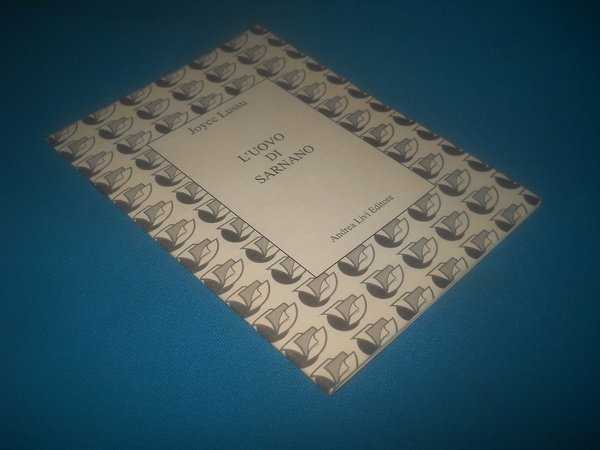 Joyce Lussu
L'UOVO
DI
SARNANO
Andrea Livi Editore